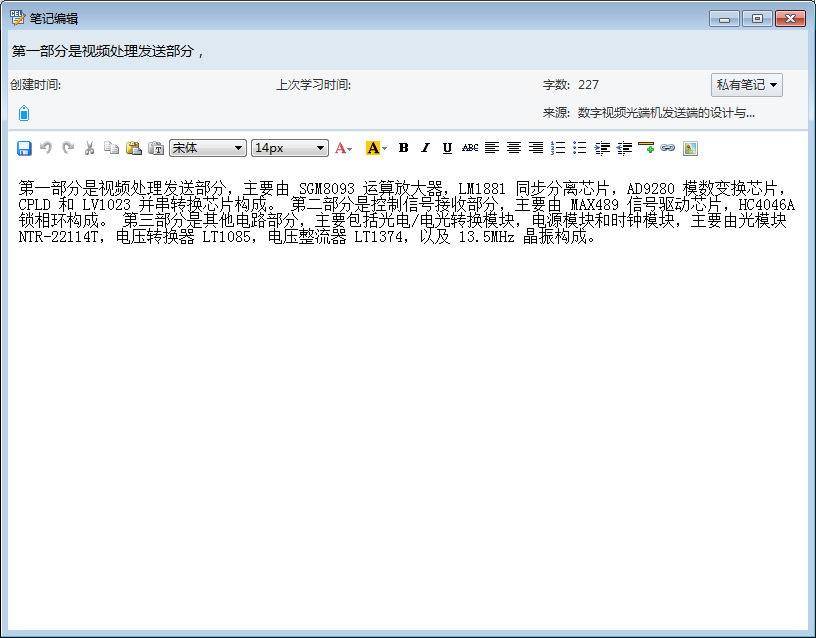 笔记编辑
第一部分是视频处理发送部分，
创建时间:
上次学习时间:
字数: 227
私有笔记
来源: 数字视频光端机发送端的设计与...
宋体
14px
A
A
B
I
U
ABC
第一部分是视频处理发送部分，主要由 SGM8093 运算放大器，LM1881 同步分离芯片，AD9280 模数变换芯片，
CPLD 和 LV1023 并串转换芯片构成。 第二部分是控制信号接收部分，主要由 MAX489 信号驱动芯片，HC4046A
锁相环构成。 第三部分是其他电路部分，主要包括光电/电光转换模块，电源模块和时钟模块，主要由光模块
NTR-22114T，电压转换器 LT1085，电压整流器 LT1374，以及 13.5MHz 晶振构成。